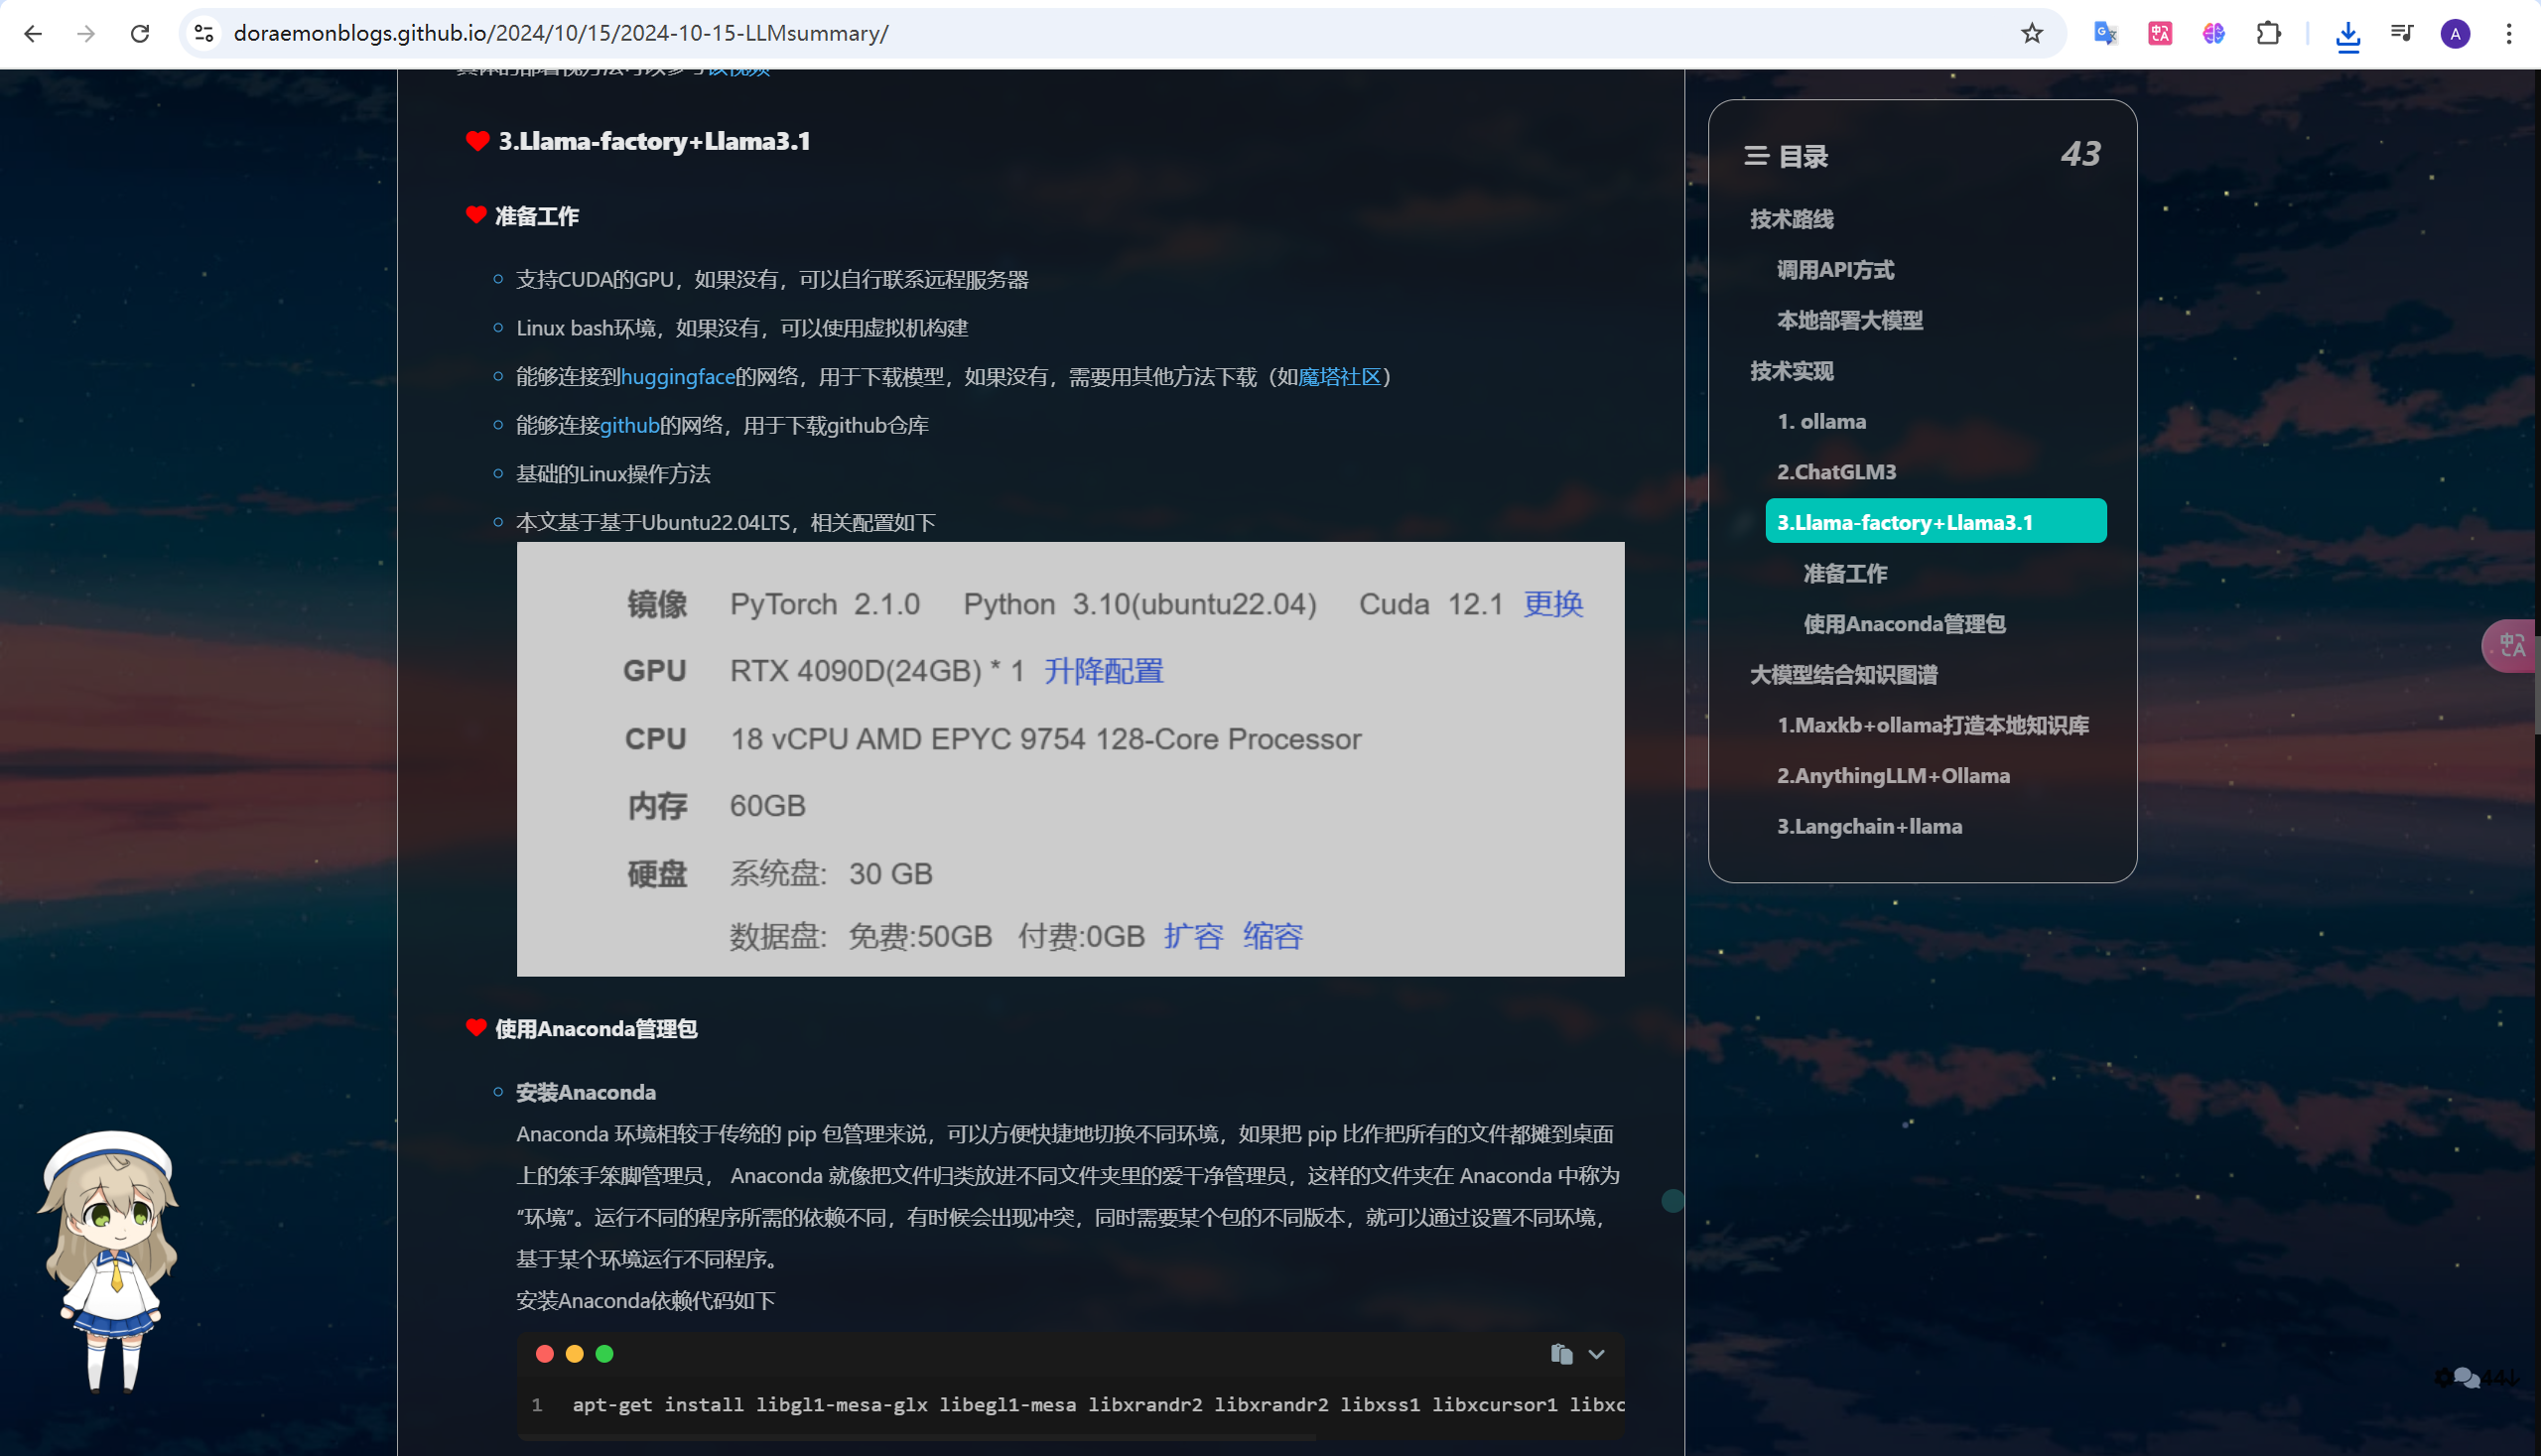 doraemonblogs.github.io/2024/10/15/2024-10-15-LLMsummary/
A
3.Llama-factory+Llama3.1
准备工作
支持CUDA的GPU，如果没有，可以自行联系远程服务器
Linux bash环境，如果没有，可以使用虚拟机构建
能够连接到huggingface的网络，用于下载模型，如果没有，需要用其他方法下载（如魔塔社区）
能够连接github的网络，用于下载github仓库
基础的Linux操作方法
本文基于基于Ubuntu22.04LTS，相关配置如下
镜像 PyTorch 2.1.0 Python 3.10(ubuntu22.04) Cuda 12.1 更换
GPU RTX 4090D(24GB) * 1 升降配置
CPU 18 vCPU AMD EPYC 9754 128-Core Processor
内存 60GB
硬盘 系统盘: 30 GB
数据盘: 免费:50GB 付费:0GB 扩容 缩容
使用Anaconda管理包
安装Anaconda
Anaconda 环境相较于传统的 pip 包管理来说，可以方便快捷地切换不同环境，如果把 pip 比作把所有的文件都摊到桌面
上的笨手笨脚管理员， Anaconda 就像把文件归类放进不同文件夹里的爱干净管理员，这样的文件夹在 Anaconda 中称为
“环境”。运行不同的程序所需的依赖不同，有时候会出现冲突，同时需要某个包的不同版本，就可以通过设置不同环境，
基于某个环境运行不同程序。
安装Anaconda依赖代码如下
1 apt-get install libgl1-mesa-glx libegl1-mesa libxrandr2 libxrandr2 libxss1 libxcursor1 libxc
目录 43
技术路线
调用API方式
本地部署大模型
技术实现
1. ollama
2.ChatGLM3
3.Llama-factory+Llama3.1
准备工作
使用Anaconda管理包
大模型结合知识图谱
1.Maxkb+ollama打造本地知识库
2.AnythingLLM+Ollama
3.Langchain+llama
中A
44